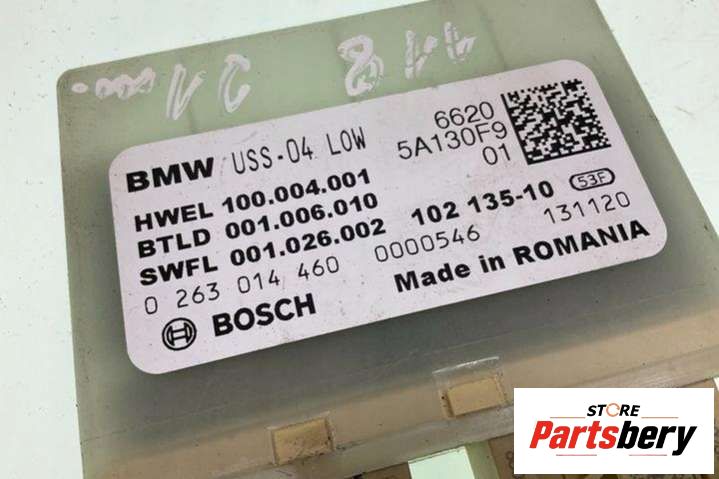 BMW USS-04 LOW
6620
5A130F9
01
HWEL 100.004.001
BTLD 001.006.010
SWFL 001.026.002
102 135-10 53F
0 263 014 460 0000546 131120
BOSCH Made in ROMANIA
STORE
Partsbery